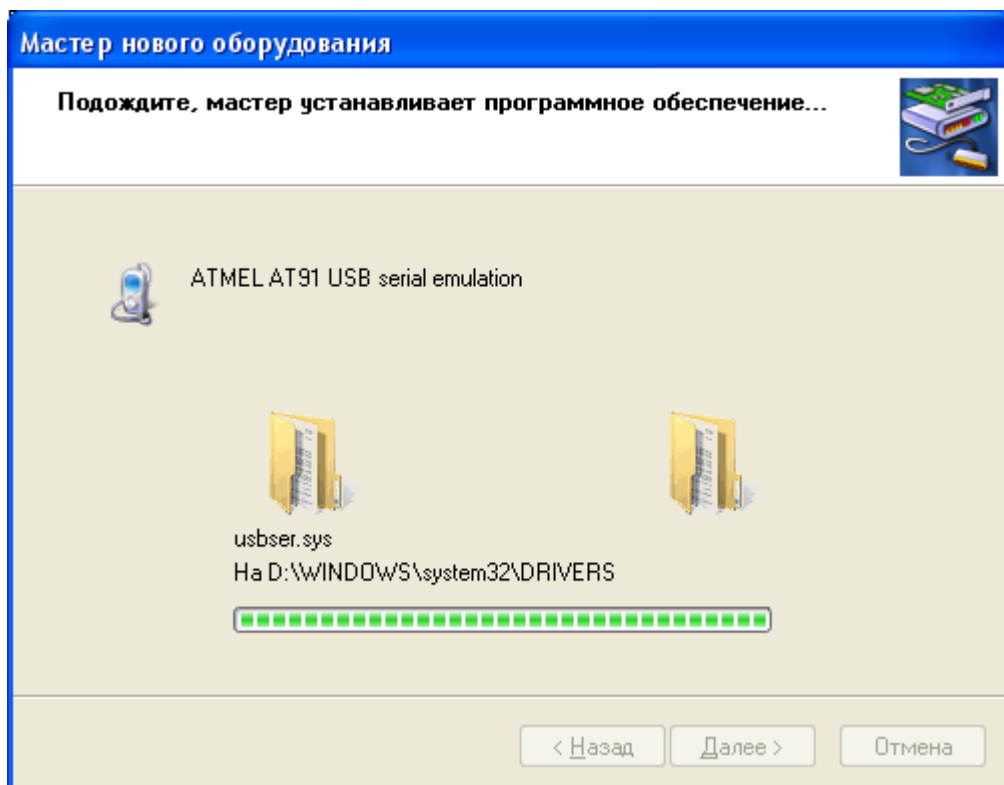 Мастер нового оборудования
Подождите, мастер устанавливает программное обеспечение...
ATMEL AT91 USB serial emulation
usbser.sys
На D:\WINDOWS\system32\DRIVERS
< Назад
Далее >
Отмена